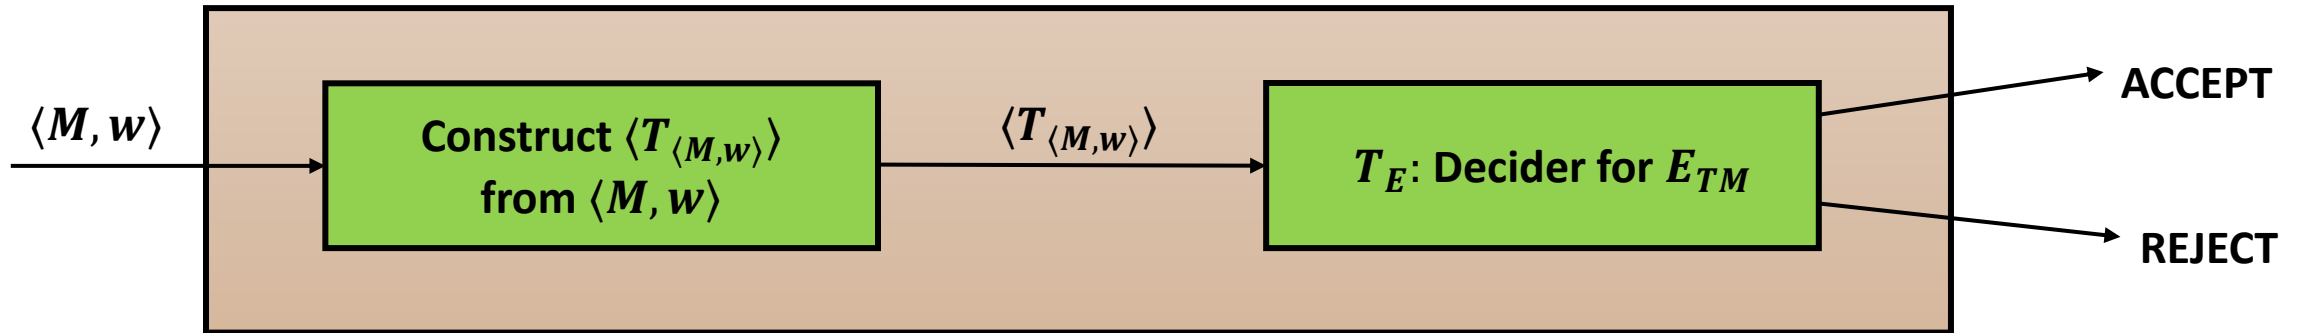 ⟨M, w⟩
Construct ⟨T⟨M,w⟩⟩
from ⟨M, w⟩
⟨T⟨M,w⟩⟩
T_E: Decider for E_TM
ACCEPT
REJECT